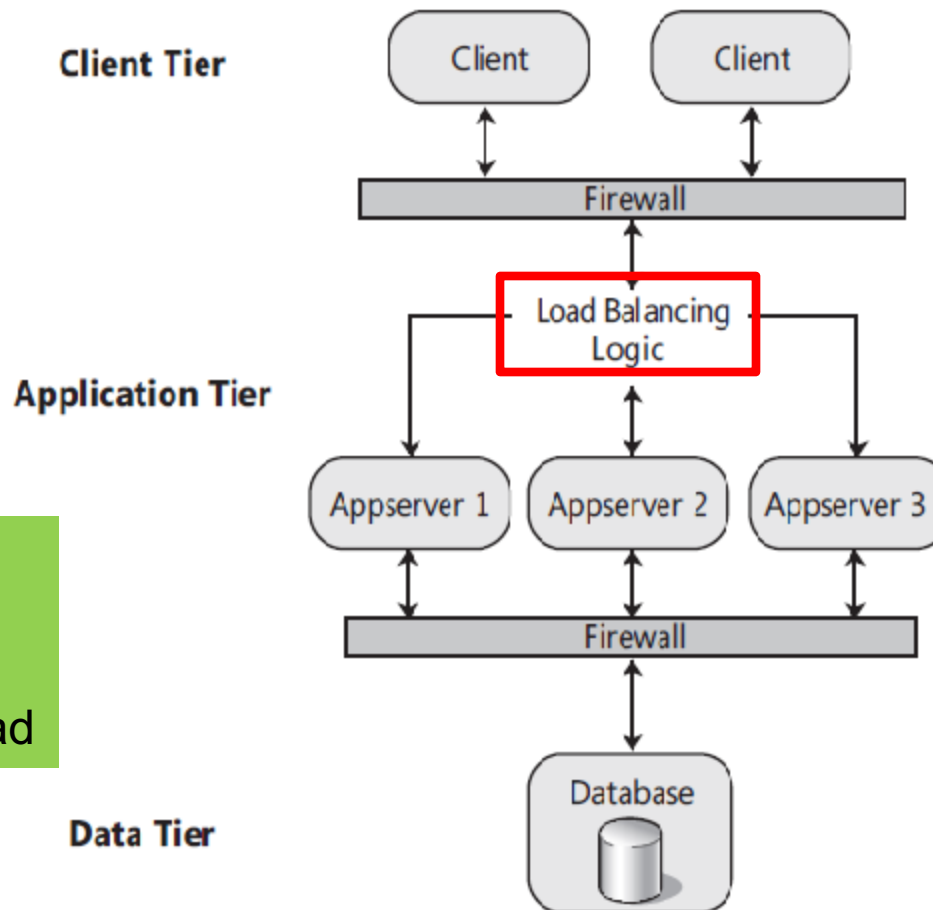 Client Tier
Client
Client
Firewall
Load Balancing
Logic
Application Tier
Appserver 1
Appserver 2
Appserver 3
Firewall
ad
Database
Data Tier